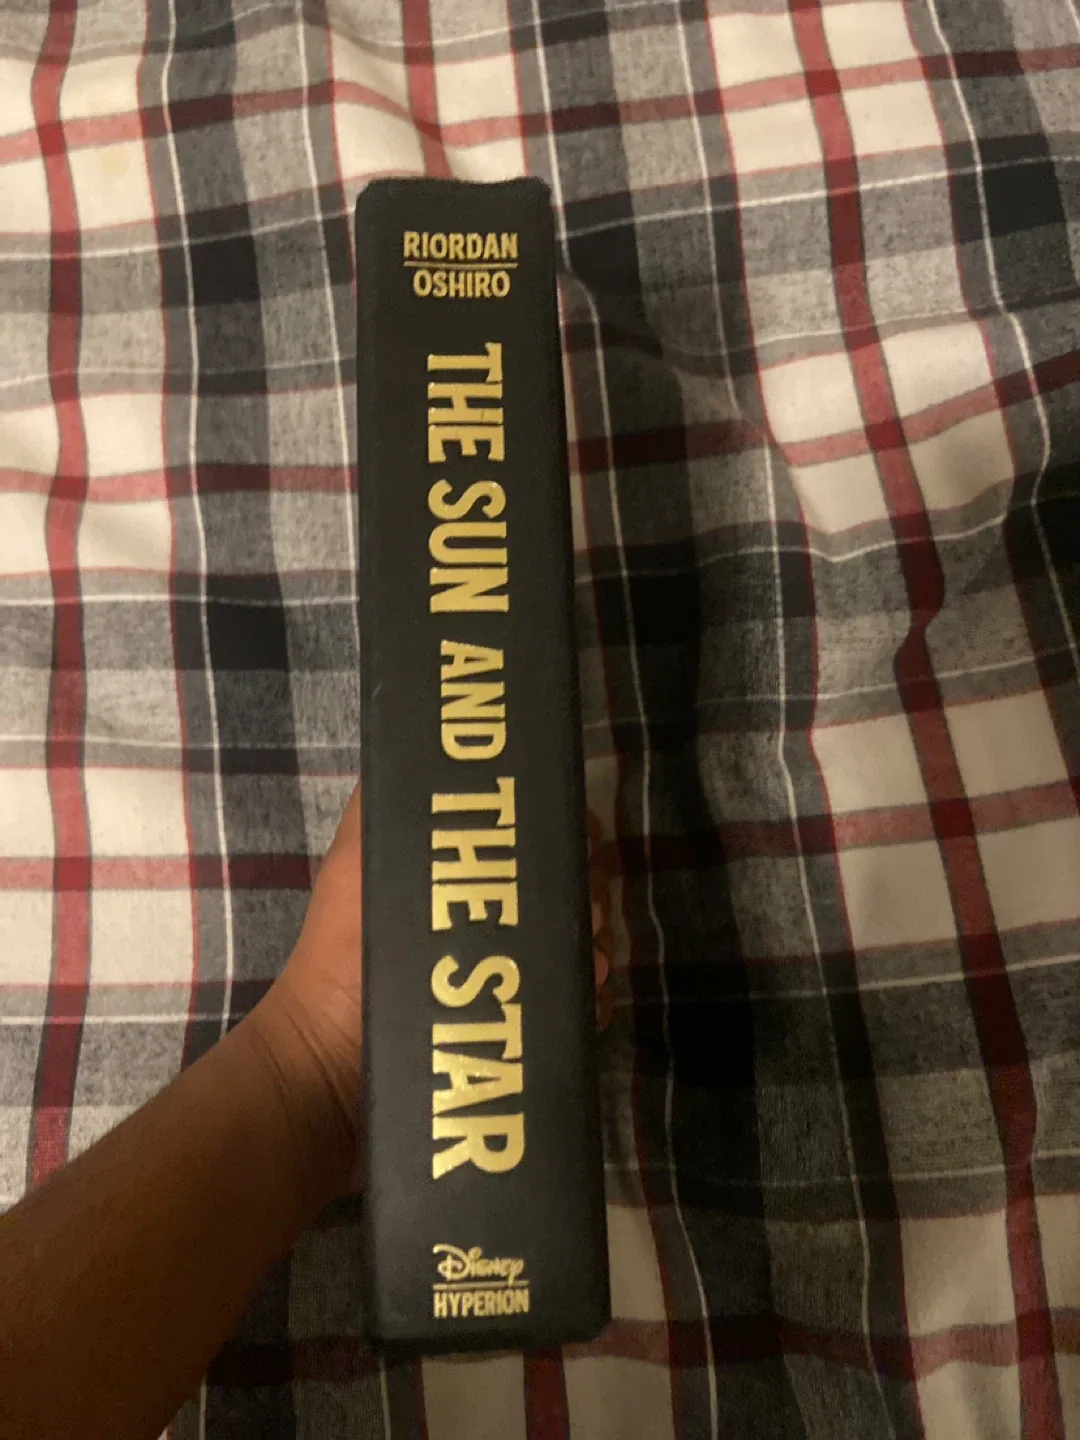 RIORDAN
OSHIRO
THE SUN AND THE STAR
Disney
HYPERION